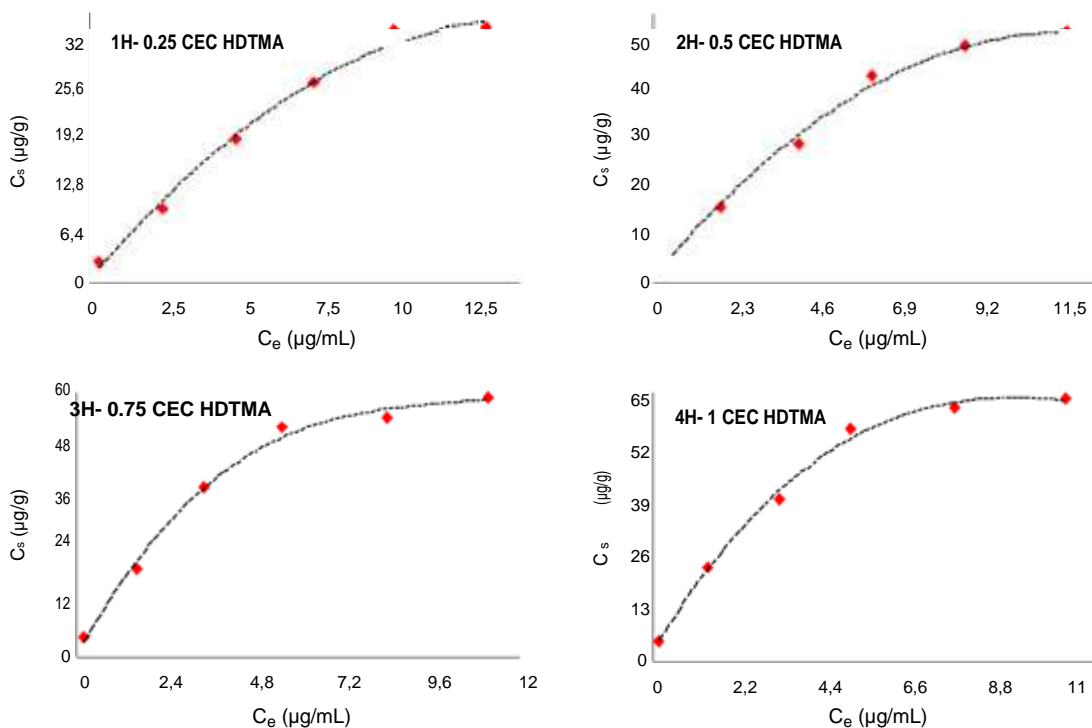 1H- 0.25 CEC HDTMA
32
25,6
19,2
12,8
6,4
0
Cs (µg/g)
0 2,5 5 7,5 10 12,5
Ce (µg/mL)
2H- 0.5 CEC HDTMA
50
40
30
20
10
0
Cs (µg/g)
0 2,3 4,6 6,9 9,2 11,5
Ce (µg/mL)
3H- 0.75 CEC HDTMA
60
48
36
24
12
0
Cs (µg/g)
0 2,4 4,8 7,2 9,6 12
Ce (µg/mL)
4H- 1 CEC HDTMA
65
52
39
26
13
0
Cs (µg/g)
0 2,2 4,4 6,6 8,8 11
Ce (µg/mL)